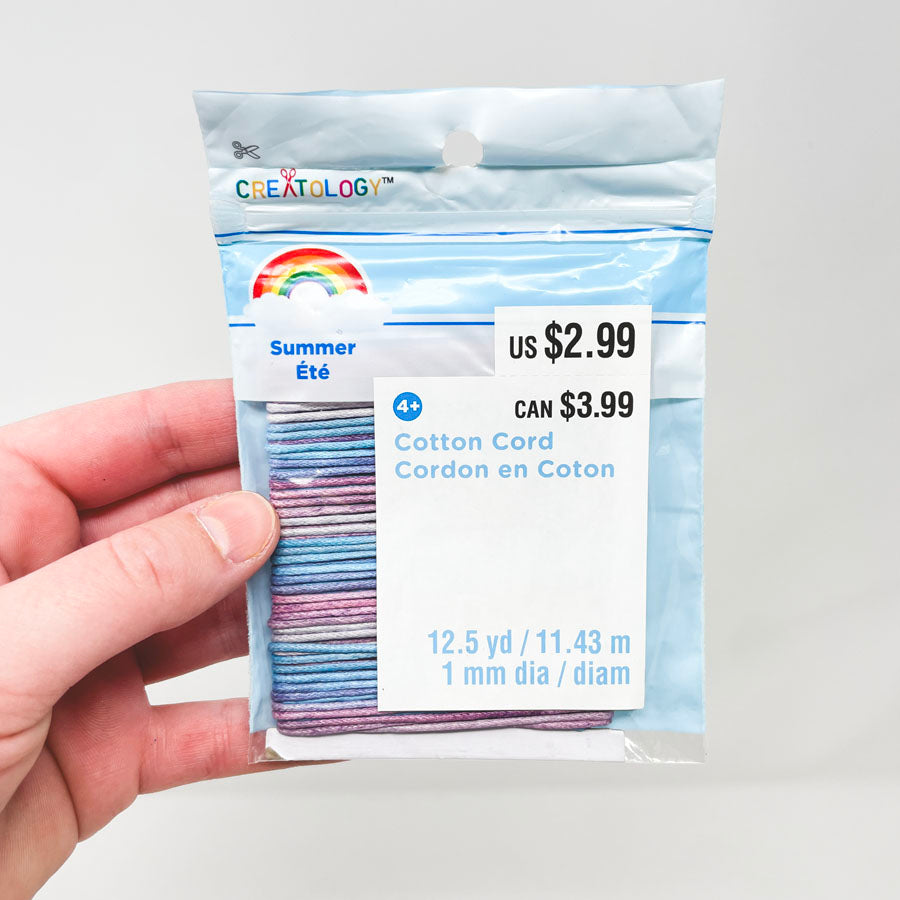 CREATOLOGY™
Summer
Été
US $2.99
4+
CAN $3.99
Cotton Cord
Cordon en Coton
12.5 yd / 11.43 m
1 mm dia / diam